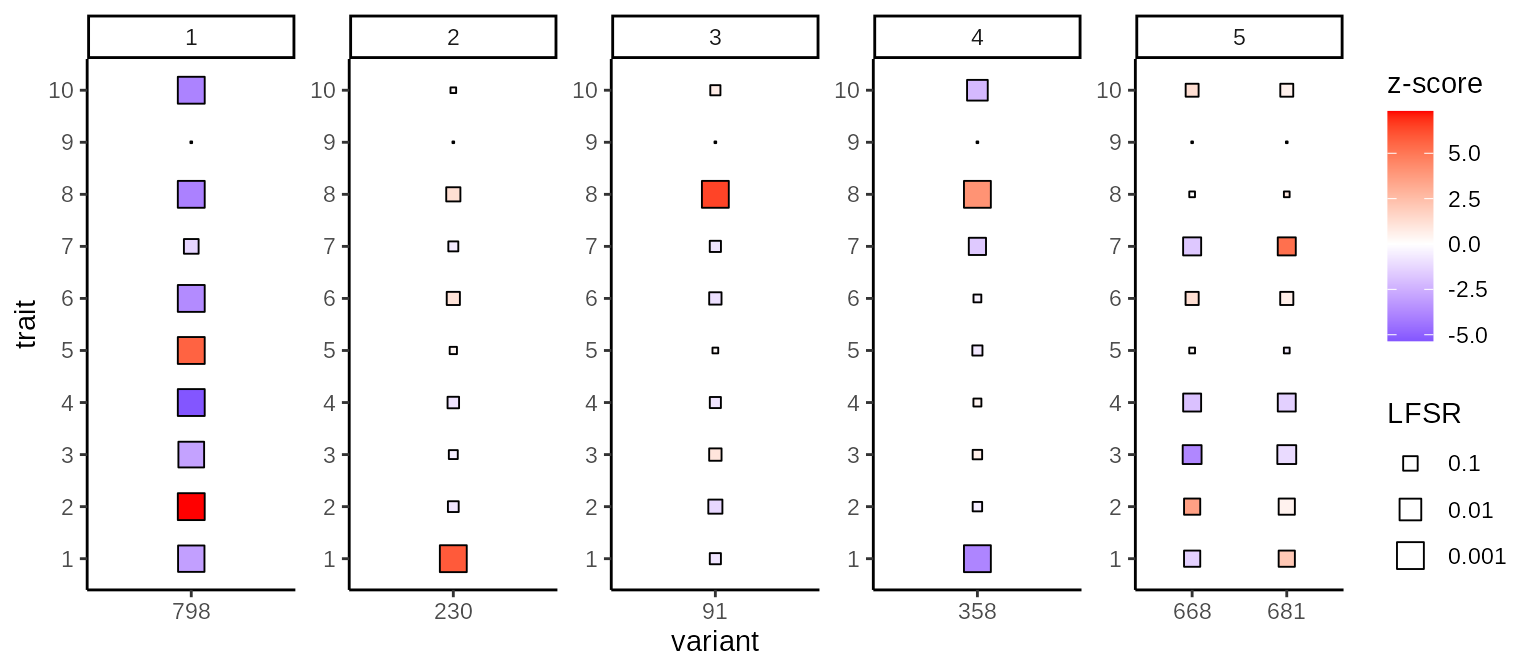 1 2 3 4 5
10 10 10 10 10
9 9 9 9 9
8 8 8 8 8
7 7 7 7 7
6 6 6 6 6
5 5 5 5 5
4 4 4 4 4
3 3 3 3 3
2 2 2 2 2
1 1 1 1 1
trait
798 230 91 358 668 681
variant
z-score
5.0
2.5
0.0
-2.5
-5.0
LFSR
0.1
0.01
0.001